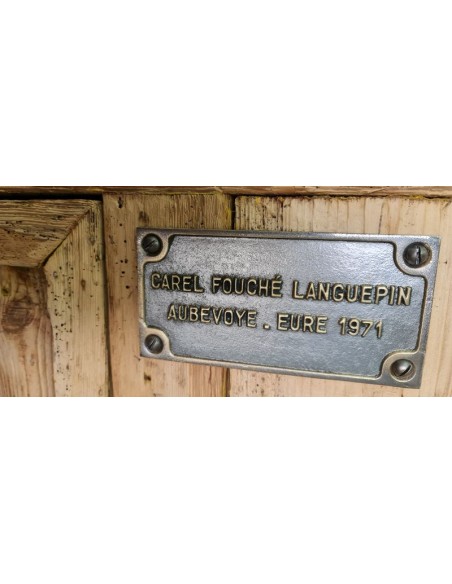 CAREL FOUCHÉ LANGUEPIN
AUBEVOYE . EURE 1971